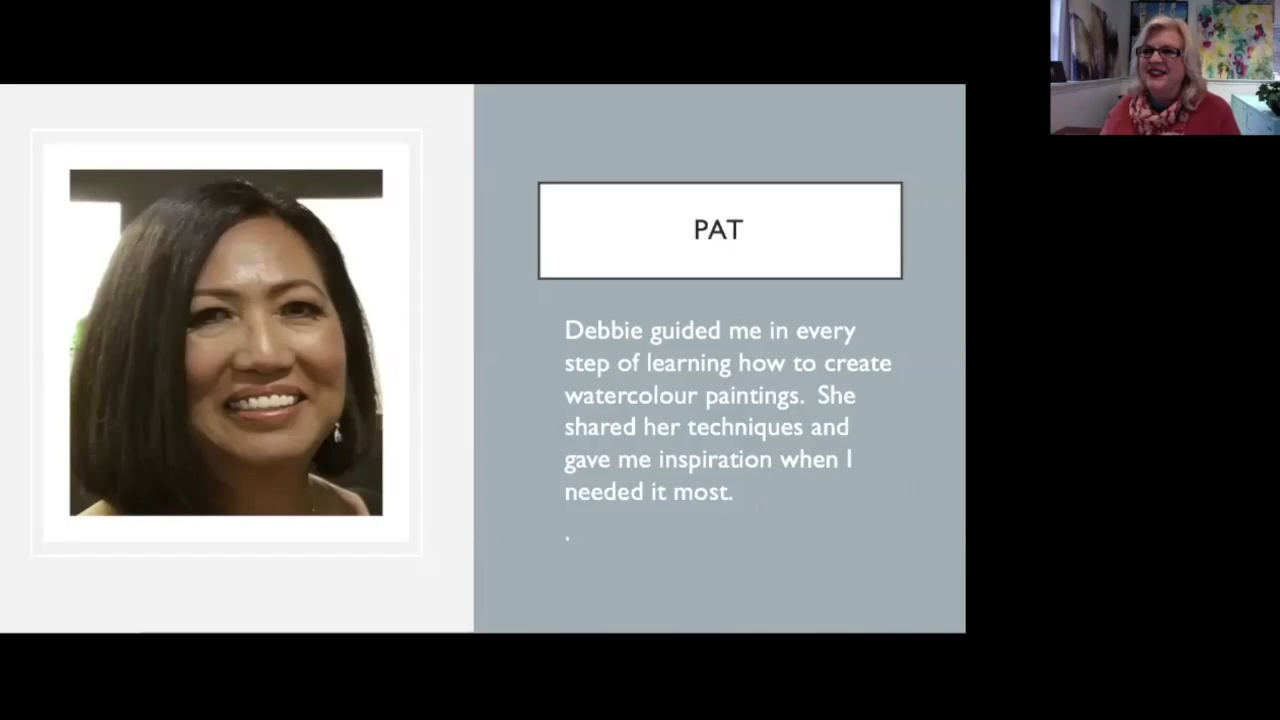 PAT
Debbie guided me in every
step of learning how to create
watercolour paintings.  She
shared her techniques and
gave me inspiration when I
needed it most.
.